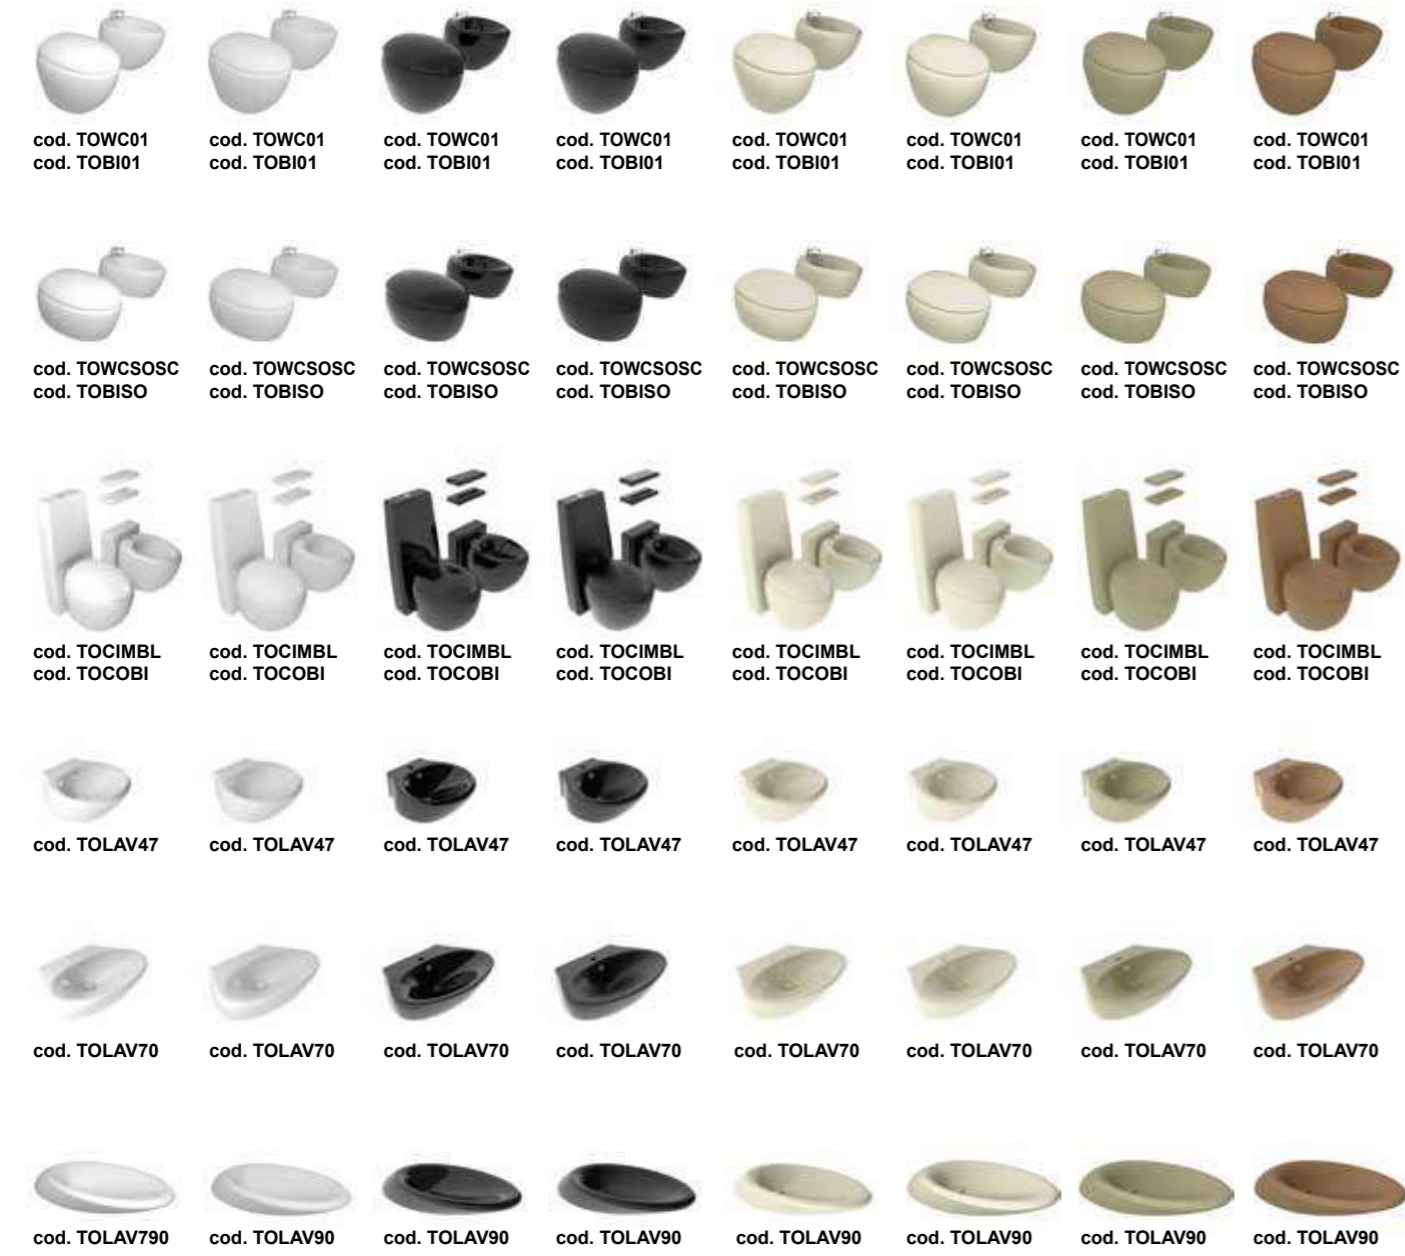 cod. TOWC01 cod. TOWC01 cod. TOWC01 cod. TOWC01 cod. TOWC01 cod. TOWC01 cod. TOWC01 cod. TOWC01
cod. TOBI01 cod. TOBI01 cod. TOBI01 cod. TOBI01 cod. TOBI01 cod. TOBI01 cod. TOBI01 cod. TOBI01
cod. TOWCSOSC cod. TOWCSOSC cod. TOWCSOSC cod. TOWCSOSC cod. TOWCSOSC cod. TOWCSOSC cod. TOWCSOSC cod. TOWCSOSC
cod. TOBISO cod. TOBISO cod. TOBISO cod. TOBISO cod. TOBISO cod. TOBISO cod. TOBISO cod. TOBISO
cod. TOCIMBL cod. TOCIMBL cod. TOCIMBL cod. TOCIMBL cod. TOCIMBL cod. TOCIMBL cod. TOCIMBL cod. TOCIMBL
cod. TOCOBI cod. TOCOBI cod. TOCOBI cod. TOCOBI cod. TOCOBI cod. TOCOBI cod. TOCOBI cod. TOCOBI
cod. TOLAV47 cod. TOLAV47 cod. TOLAV47 cod. TOLAV47 cod. TOLAV47 cod. TOLAV47 cod. TOLAV47 cod. TOLAV47
cod. TOLAV70 cod. TOLAV70 cod. TOLAV70 cod. TOLAV70 cod. TOLAV70 cod. TOLAV70 cod. TOLAV70 cod. TOLAV70
cod. TOLAV790 cod. TOLAV90 cod. TOLAV90 cod. TOLAV90 cod. TOLAV90 cod. TOLAV90 cod. TOLAV90 cod. TOLAV90